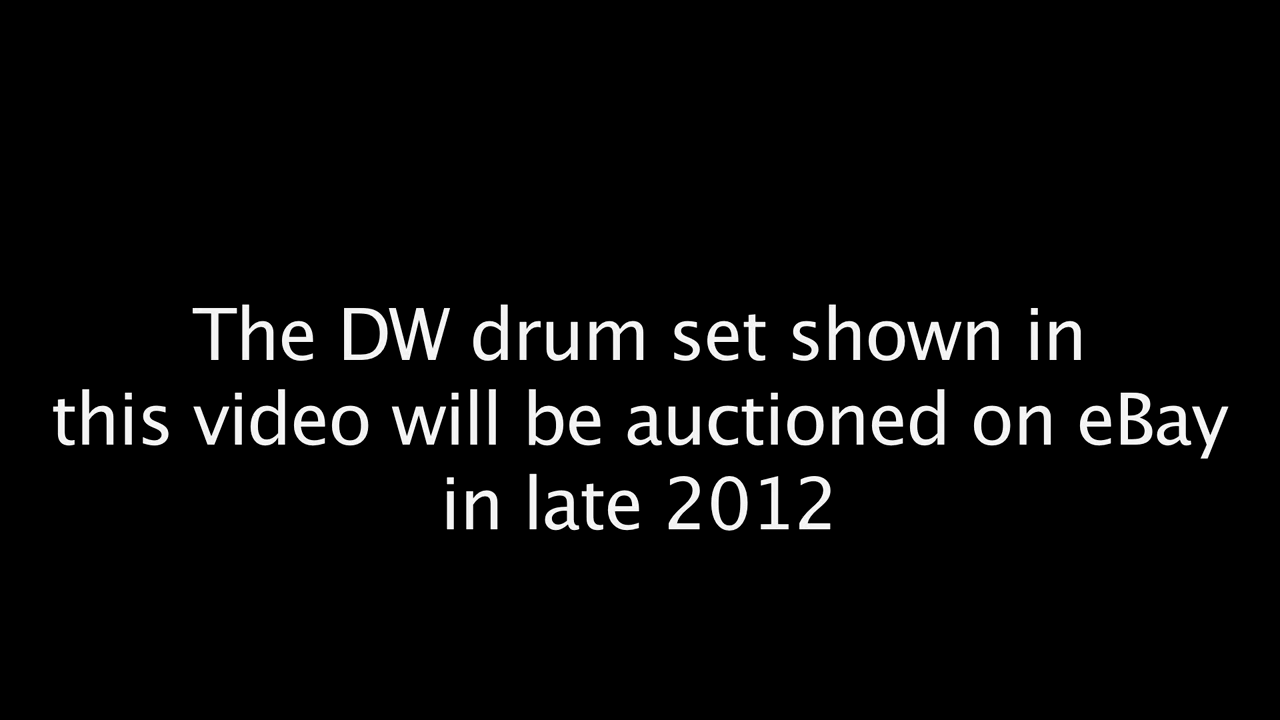 The DW drum set shown in
this video will be auctioned on eBay
in late 2012